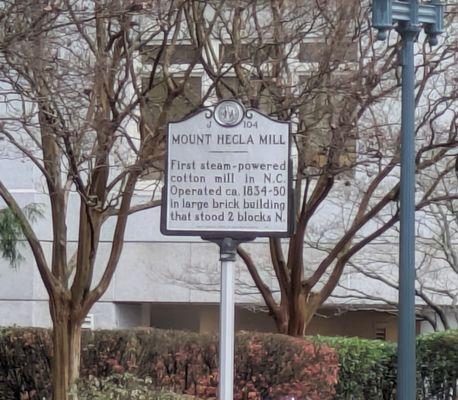 J 104
MOUNT HECLA MILL
First steam-powered
cotton mill in N.C.
Operated ca. 1834-50
in large brick building
that stood 2 blocks N.